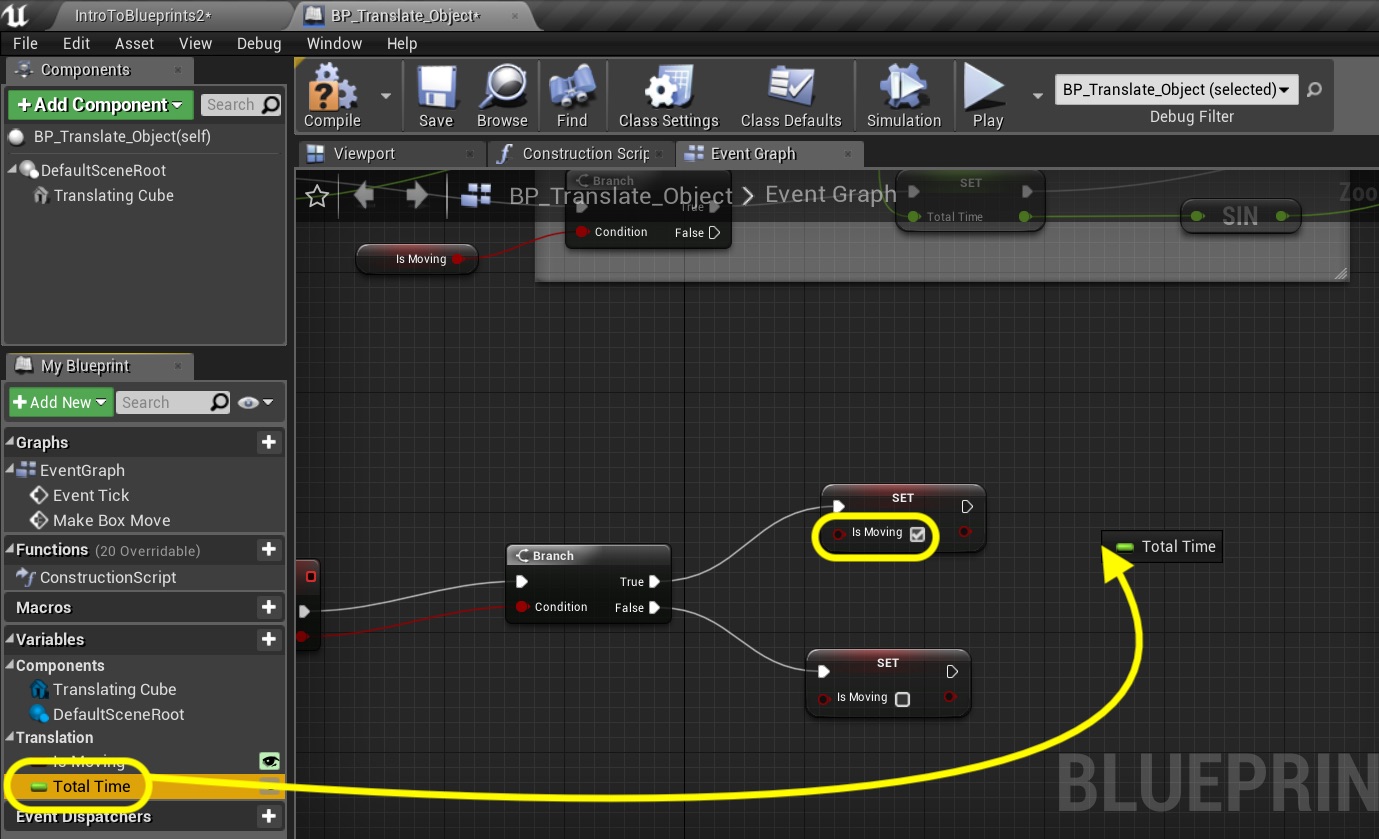 IntroToBlueprints2*
BP_Translate_Object*
File Edit Asset View Debug Window Help
Components
+Add Component
Search
BP_Translate_Object(self)
DefaultSceneRoot
Translating Cube
Compile
Save
Browse
Find
Class Settings
Class Defaults
Simulation
Play
BP_Translate_Object (selected)
Debug Filter
Viewport
Construction Scrip
Event Graph
BP_Translate_Object > Event Graph
Zoo
Branch
True
Condition
False
Is Moving
SET
Total Time
SIN
My Blueprint
+Add New
Search
Graphs
EventGraph
Event Tick
Make Box Move
Functions (20 Overridable)
ConstructionScript
Macros
Variables
Components
Translating Cube
DefaultSceneRoot
Translation
Is Moving
Total Time
Event Dispatchers
Branch
True
Condition
False
SET
Is Moving
SET
Is Moving
Total Time
BLUEPRIN